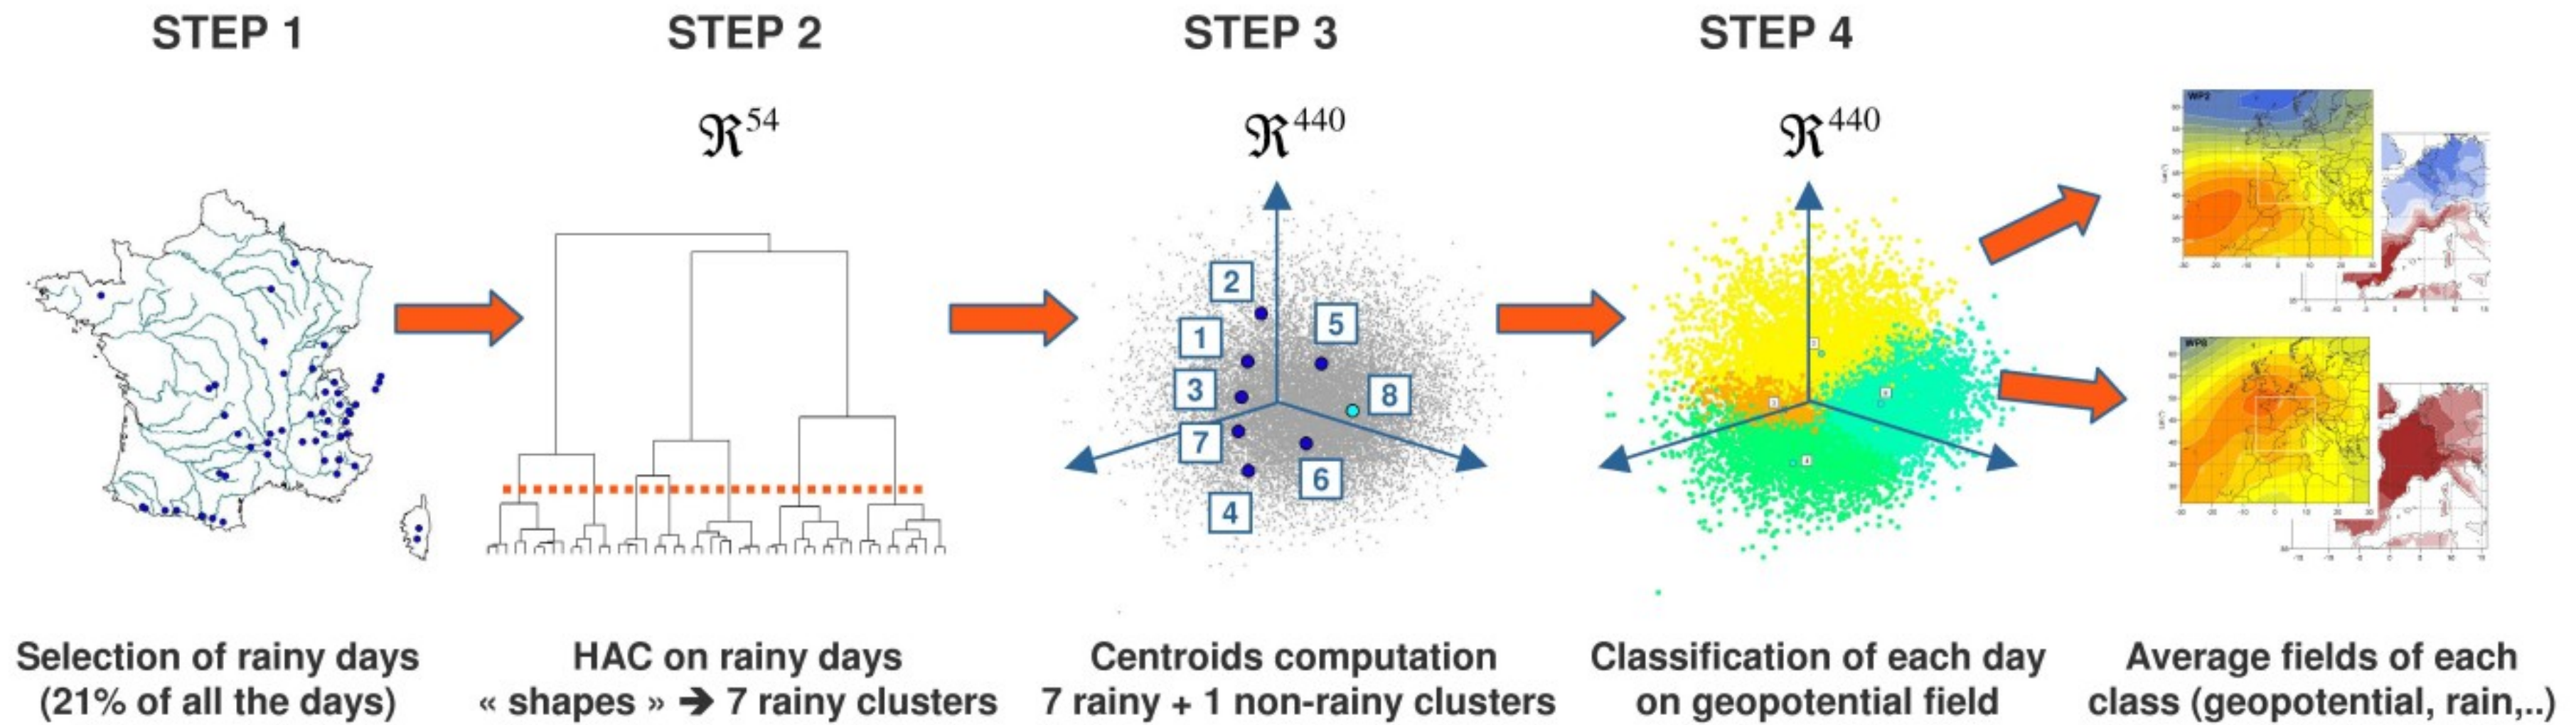 STEP 1
STEP 2
STEP 3
STEP 4
ℜ54
ℜ440
ℜ440
2
1
5
3
8
7
6
4
WP2
WP8
Selection of rainy days
(21% of all the days)
HAC on rainy days
« shapes » ➔ 7 rainy clusters
Centroids computation
7 rainy + 1 non-rainy clusters
Classification of each day
on geopotential field
Average fields of each
class (geopotential, rain,..)